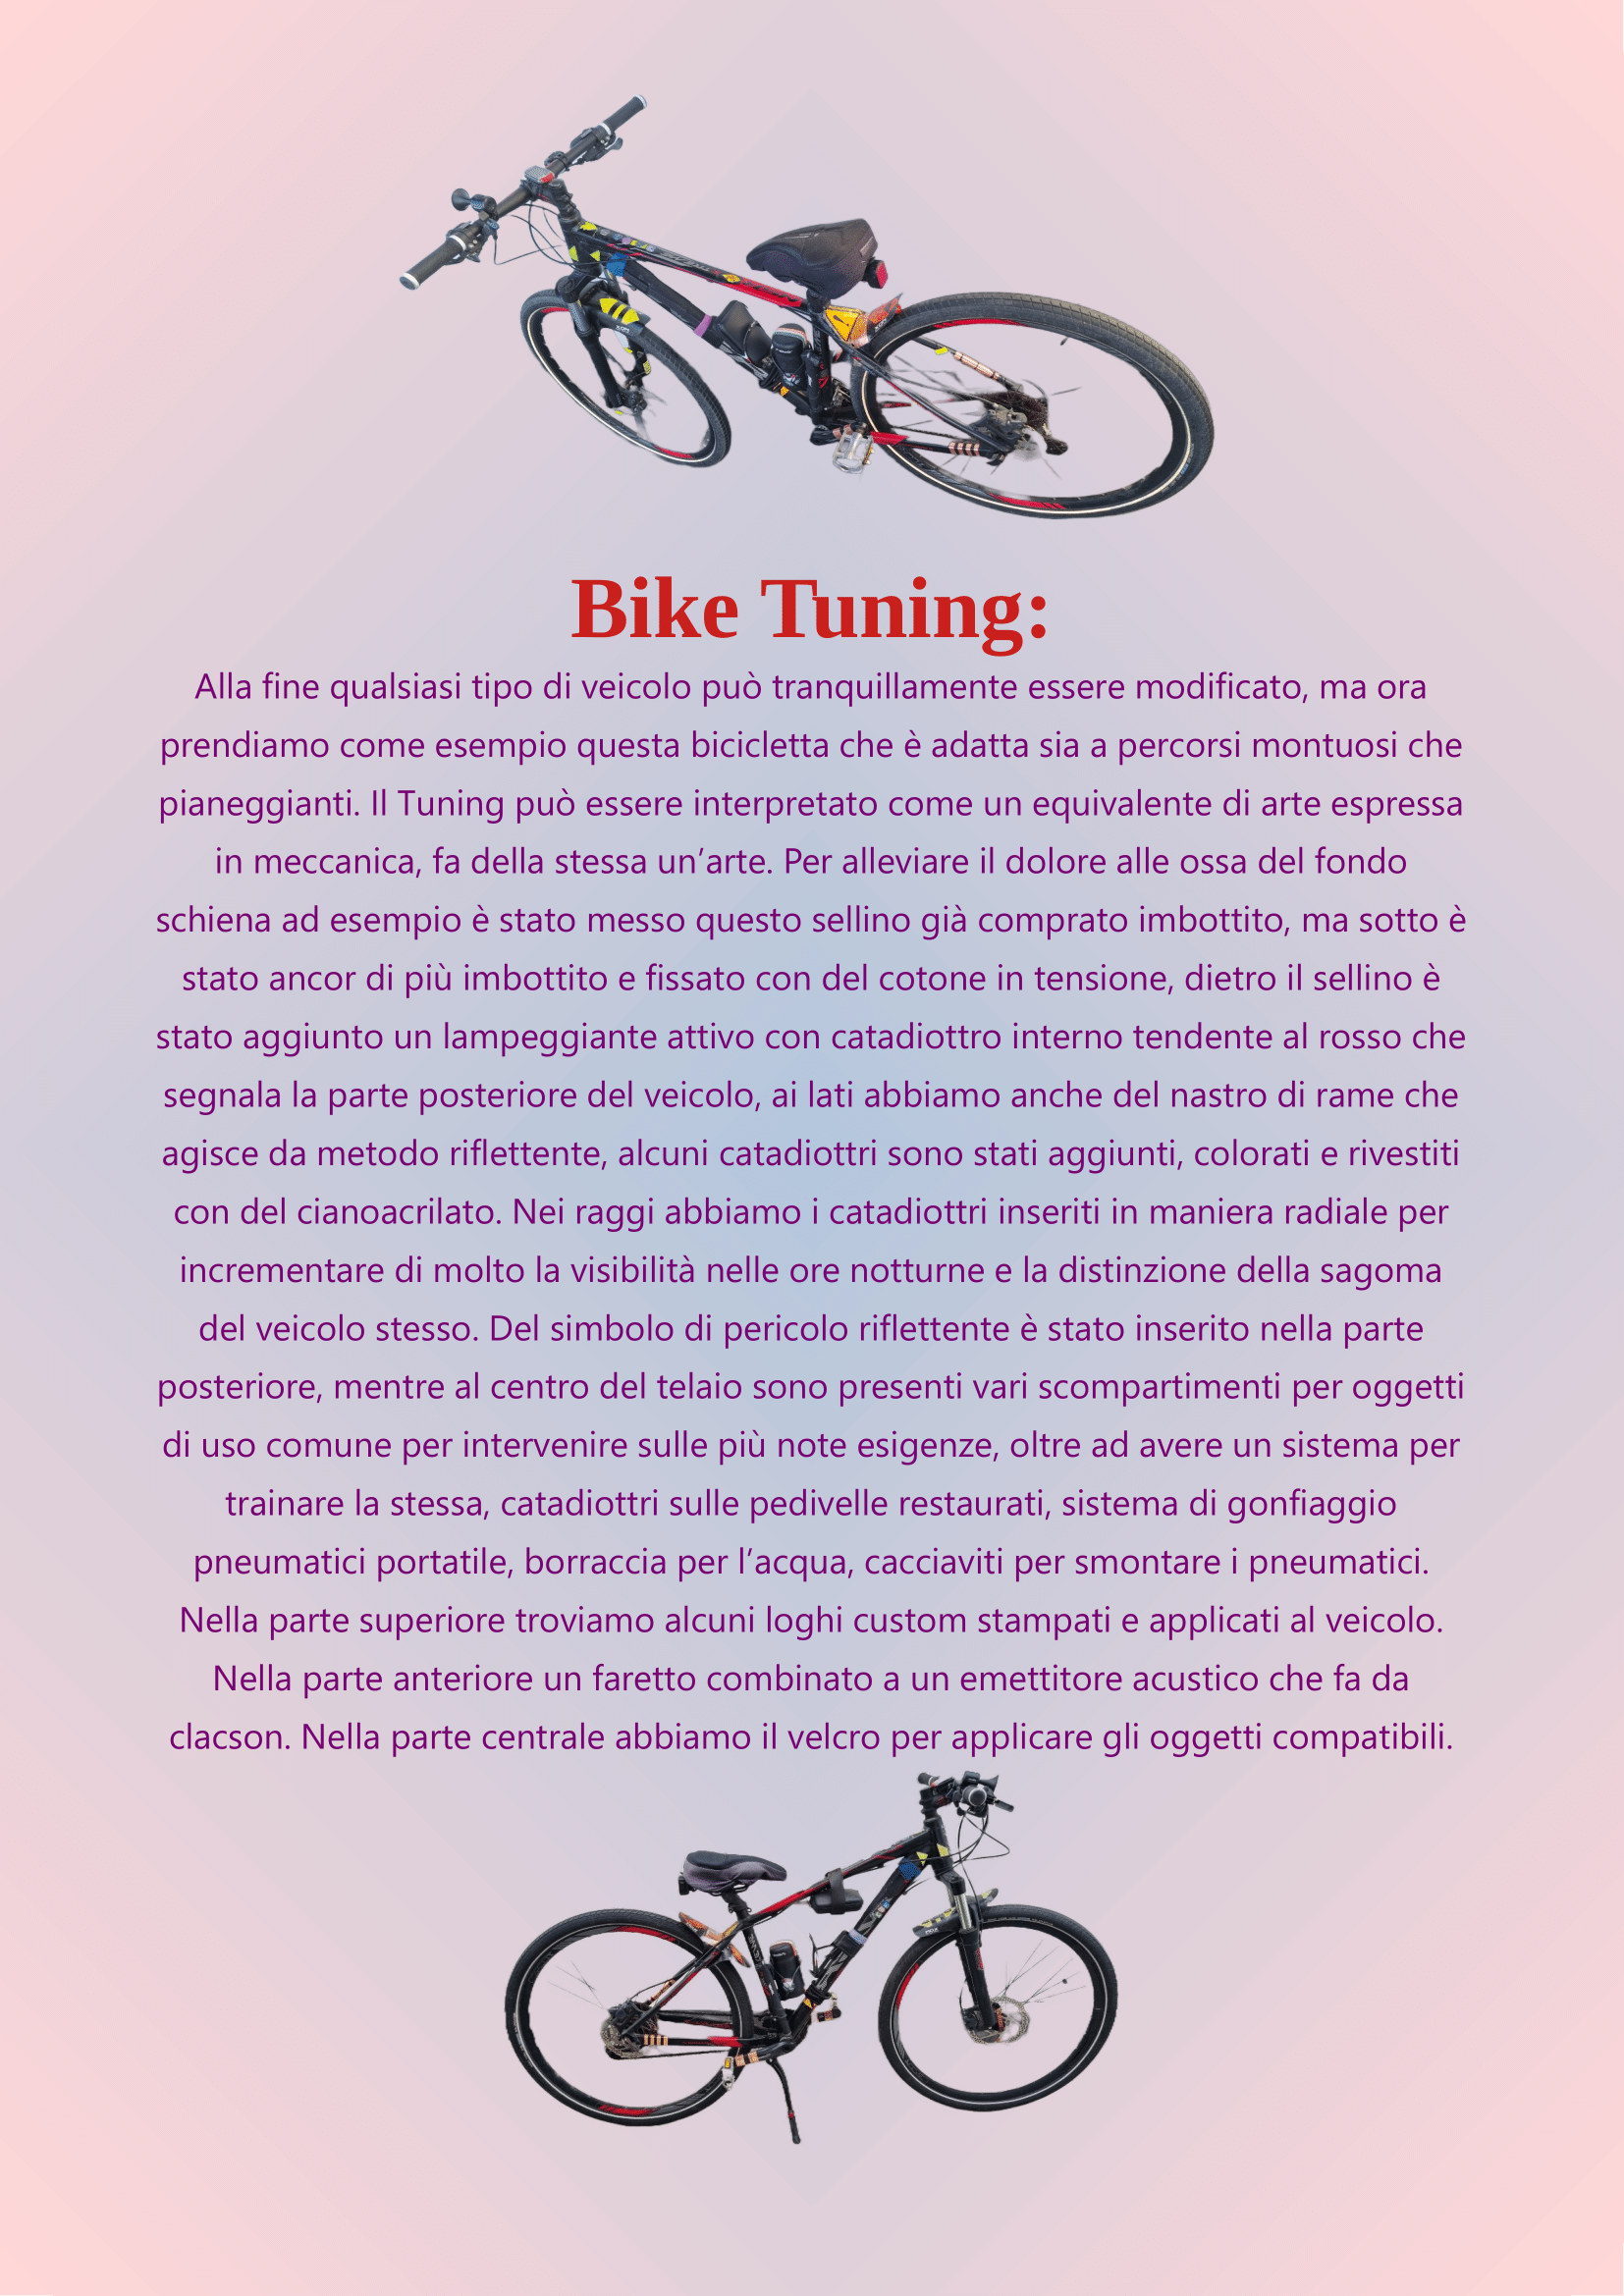 Bike Tuning:
Alla fine qualsiasi tipo di veicolo può tranquillamente essere modificato, ma ora
prendiamo come esempio questa bicicletta che è adatta sia a percorsi montuosi che
pianeggianti. Il Tuning può essere interpretato come un equivalente di arte espressa
in meccanica, fa della stessa un’arte. Per alleviare il dolore alle ossa del fondo
schiena ad esempio è stato messo questo sellino già comprato imbottito, ma sotto è
stato ancor di più imbottito e fissato con del cotone in tensione, dietro il sellino è
stato aggiunto un lampeggiante attivo con catadiottro interno tendente al rosso che
segnala la parte posteriore del veicolo, ai lati abbiamo anche del nastro di rame che
agisce da metodo riflettente, alcuni catadiottri sono stati aggiunti, colorati e rivestiti
con del cianoacrilato. Nei raggi abbiamo i catadiottri inseriti in maniera radiale per
incrementare di molto la visibilità nelle ore notturne e la distinzione della sagoma
del veicolo stesso. Del simbolo di pericolo riflettente è stato inserito nella parte
posteriore, mentre al centro del telaio sono presenti vari scompartimenti per oggetti
di uso comune per intervenire sulle più note esigenze, oltre ad avere un sistema per
trainare la stessa, catadiottri sulle pedivelle restaurati, sistema di gonfiaggio
pneumatici portatile, borraccia per l’acqua, cacciaviti per smontare i pneumatici.
Nella parte superiore troviamo alcuni loghi custom stampati e applicati al veicolo.
Nella parte anteriore un faretto combinato a un emettitore acustico che fa da
clacson. Nella parte centrale abbiamo il velcro per applicare gli oggetti compatibili.